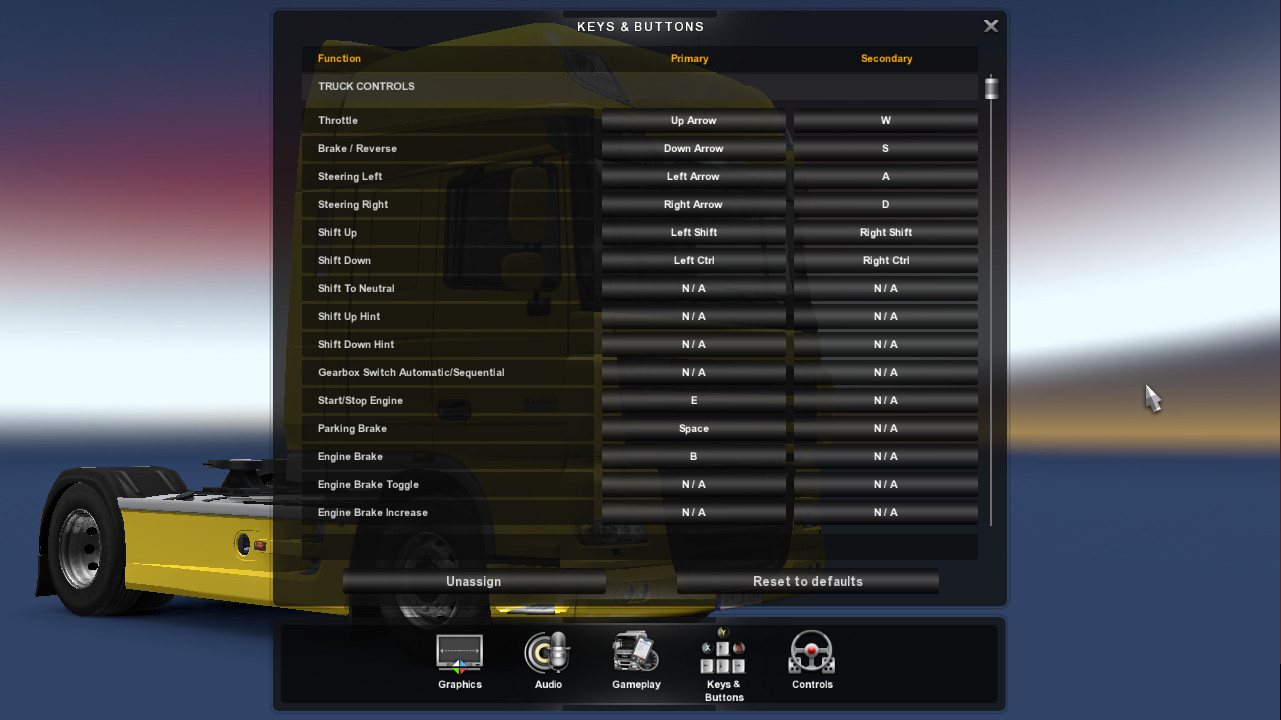 KEYS & BUTTONS
Function Primary Secondary
TRUCK CONTROLS
Throttle Up Arrow W
Brake / Reverse Down Arrow S
Steering Left Left Arrow A
Steering Right Right Arrow D
Shift Up Left Shift Right Shift
Shift Down Left Ctrl Right Ctrl
Shift To Neutral N / A N / A
Shift Up Hint N / A N / A
Shift Down Hint N / A N / A
Gearbox Switch Automatic/Sequential N / A N / A
Start/Stop Engine E N / A
Parking Brake Space N / A
Engine Brake B N / A
Engine Brake Toggle N / A N / A
Engine Brake Increase N / A N / A
Unassign Reset to defaults
Graphics Audio Gameplay Keys & Controls
Buttons